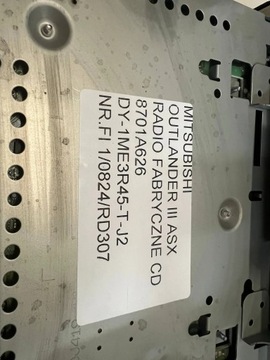 MITSUBISHI
OUTLANDER III ASX
RADIO FABRYCZNE CD
8701A626
DY-1ME3R45-T-J2
NR.FI 1/0824/RD307